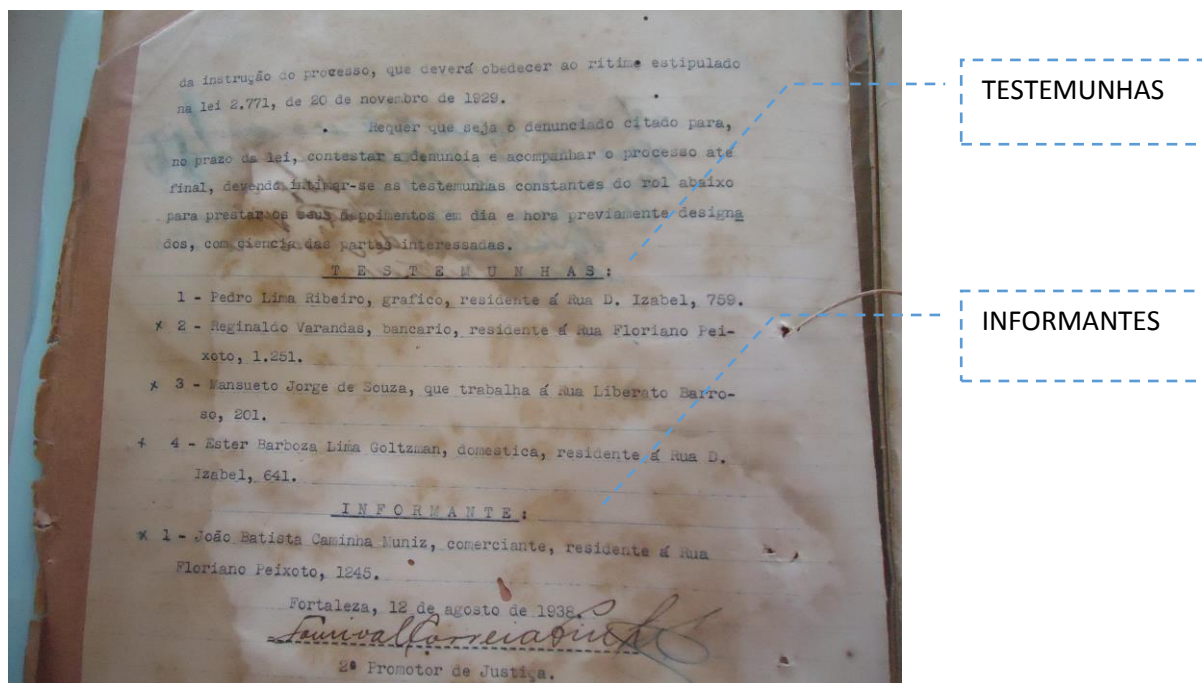 da instrução do processo, que deverá obedecer ao ritime estipulado
na lei 2.771, de 20 de novembro de 1929.
Requer que seja o denunciado citado para,
no prazo da lei, contestar a denuncia e acompanhar o processo até
final, devendo intimar-se as testemunhas constantes do rol abaixo
para prestar os seus depoimentos em dia e hora previamente designa
dos, com ciencia das partes interessadas.
T E S T E M U N H A S :
1 - Pedro Lima Ribeiro, grafico, residente á Rua D. Izabel, 759.
x 2 - Reginaldo Varandas, bancario, residente á Rua Floriano Pei-
xoto, 1.251.
x 3 - Mansueto Jorge de Souza, que trabalha á Rua Liberato Barro-
so, 201.
x 4 - Ester Barboza Lima Goltzman, domestica, residente á Rua D.
Izabel, 641.
I N F O R M A N T E :
x 1 - João Batista Caminha Muniz, comerciante, residente á Rua
Floriano Peixoto, 1245.
Fortaleza, 12 de agosto de 1938.
Lourival Correia
2º Promotor de Justiça.
TESTEMUNHAS
INFORMANTES